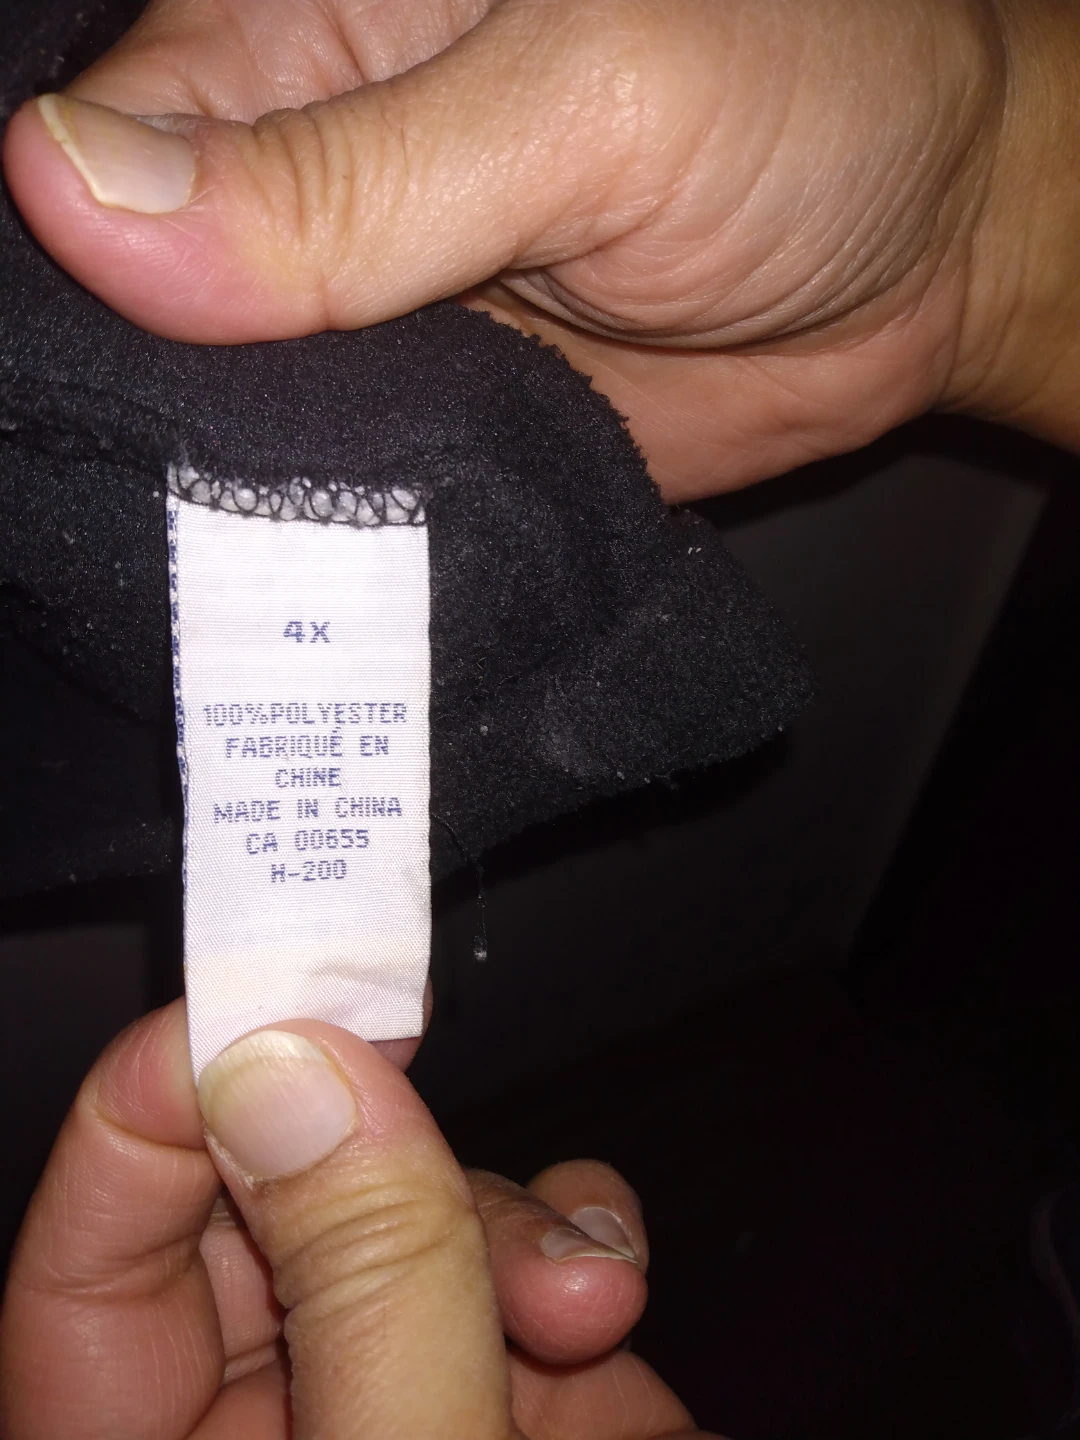 4X
100%POLYESTER
FABRIQUÉ EN
CHINE
MADE IN CHINA
CA 00655
H-200